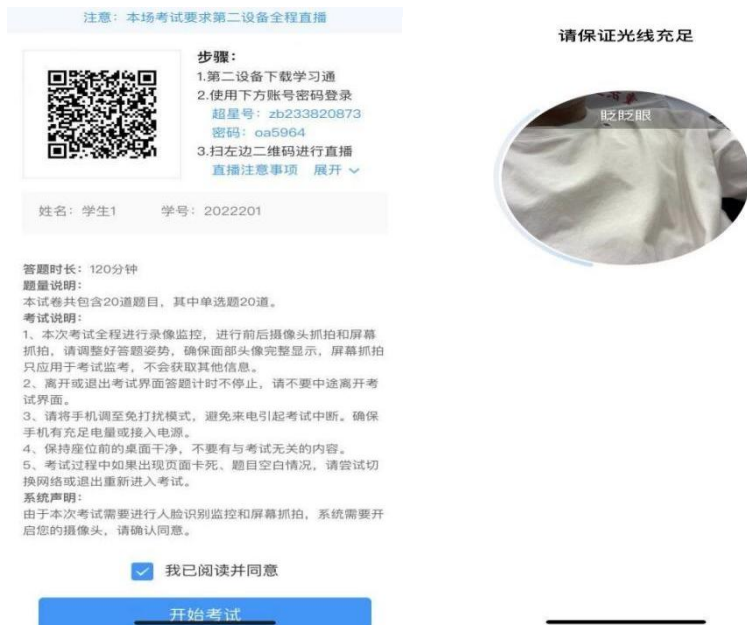 注意：本场考试要求第二设备全程直播
步骤：
1.第二设备下载学习通
2.使用下方账号密码登录
超星号：zb233820873
密码：oa5964
3.扫左边二维码进行直播
直播注意事项 展开
姓名：学生1 学号：2022201
答题时长：120分钟
题量说明：
本试卷共包含20道题目，其中单选题20道。
考试说明：
1、本次考试全程进行录像监控，进行前后摄像头抓拍和屏幕
抓拍，请调整好答题姿势，确保面部头像完整显示，屏幕抓拍
只应用于考试监考，不会获取其他信息。
2、离开或退出考试界面答题计时不停止，请不要中途离开考
试界面。
3、请将手机调至免打扰模式，避免来电引起考试中断。确保
手机有充足电量或接入电源。
4、保持座位前的桌面干净，不要有与考试无关的内容。
5、考试过程中如果出现页面卡死、题目空白情况，请尝试切
换网络或退出重新进入考试。
系统声明：
由于本次考试需要进行人脸识别监控和屏幕抓拍，系统需要开
启您的摄像头，请确认同意。
我已阅读并同意
开始考试
请保证光线充足
眨眨眼